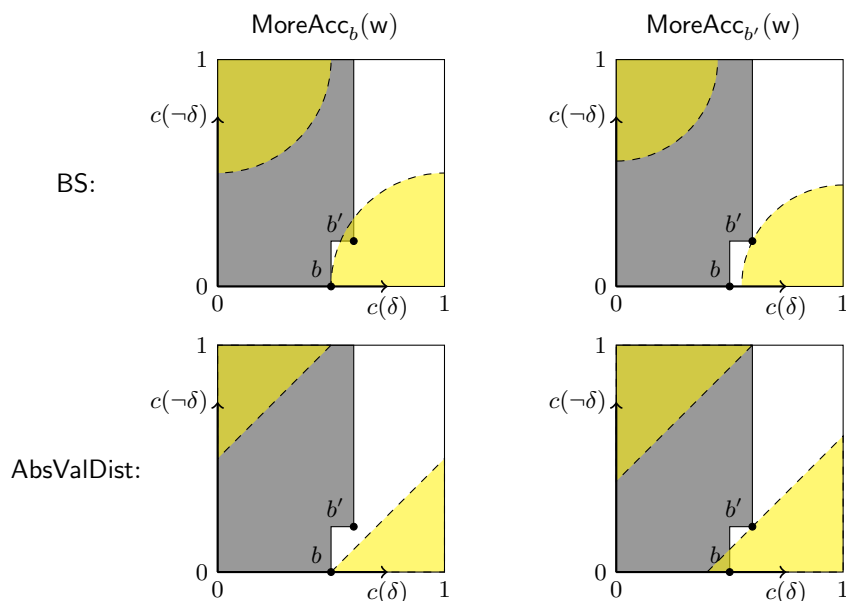 MoreAcc_b(w) MoreAcc_b′(w)
BS:
1 c(¬δ) b′ b 0 0 c(δ) 1
1 c(¬δ) b′ b 0 0 c(δ) 1
AbsValDist:
1 c(¬δ) b′ b 0 0 c(δ) 1
1 c(¬δ) b′ b 0 0 c(δ) 1